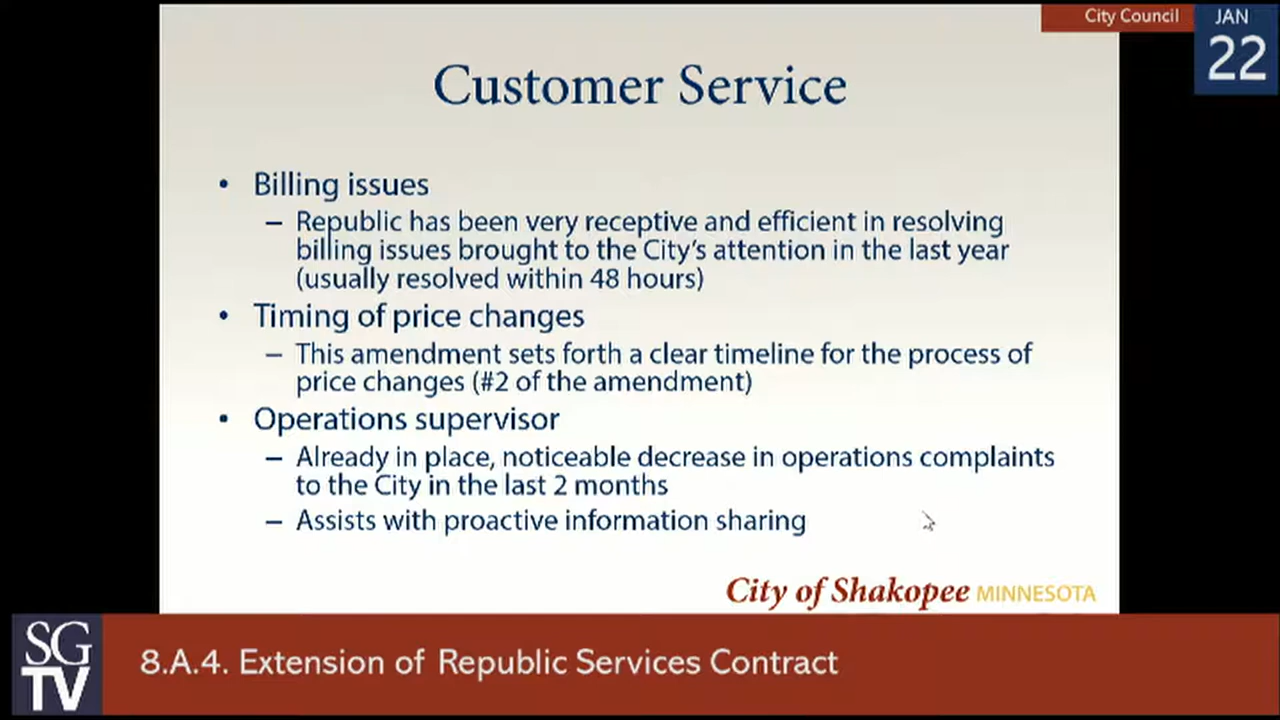 City Council
JAN
22
Customer Service
• Billing issues
– Republic has been very receptive and efficient in resolving
billing issues brought to the City's attention in the last year
(usually resolved within 48 hours)
• Timing of price changes
– This amendment sets forth a clear timeline for the process of
price changes (#2 of the amendment)
• Operations supervisor
– Already in place, noticeable decrease in operations complaints
to the City in the last 2 months
– Assists with proactive information sharing
City of Shakopee MINNESOTA
SG
TV
8.A.4. Extension of Republic Services Contract